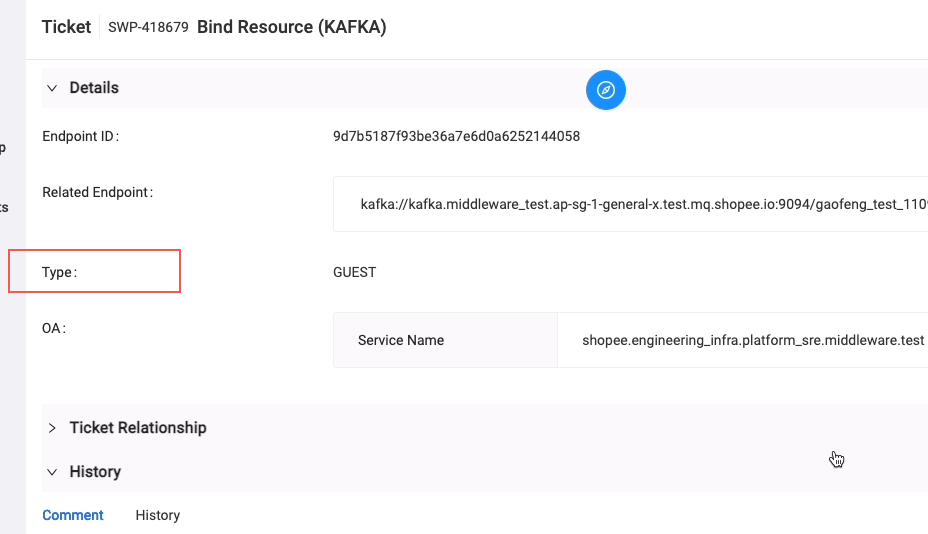 Ticket SWP-418679 Bind Resource (KAFKA)
Details
p
Endpoint ID: 9d7b5187f93be36a7e6d0a6252144058
ts
Related Endpoint: kafka://kafka.middleware_test.ap-sg-1-general-x.test.mq.shopee.io:9094/gaofeng_test_1109
Type: GUEST
OA: Service Name shopee.engineering_infra.platform_sre.middleware.test
Ticket Relationship
History
Comment History